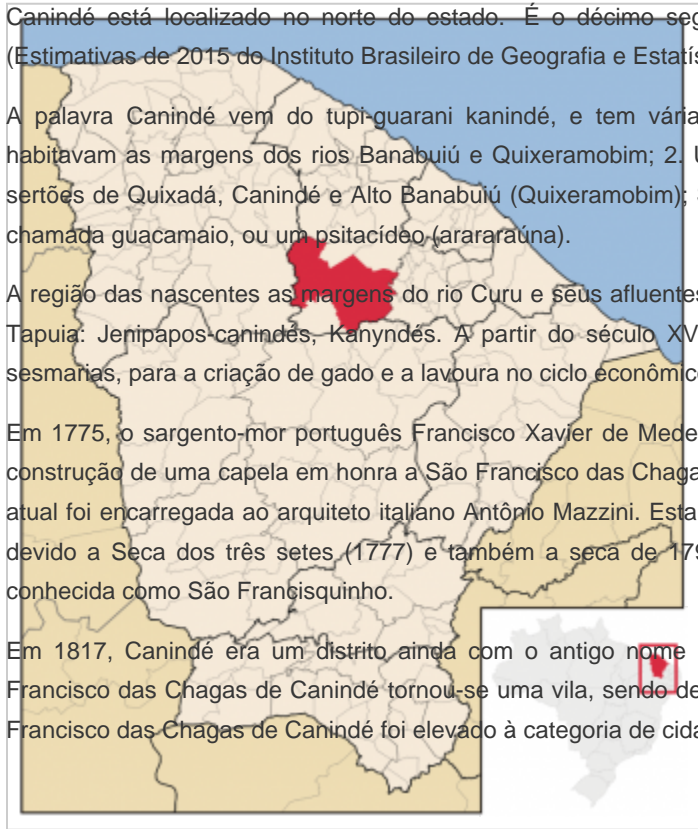 Canindé está localizado no norte do estado. É o décimo seg
(Estimativas de 2015 do Instituto Brasileiro de Geografia e Estatís
A palavra Canindé vem do tupi-guarani kanindé, e tem vária
habitavam as margens dos rios Banabuiú e Quixeramobim; 2. U
sertões de Quixadá, Canindé e Alto Banabuiú (Quixeramobim);
chamada guacamaio, ou um psitacídeo (arararaúna).
A região das nascentes as margens do rio Curu e seus afluentes
Tapuia: Jenipapos-canindés, Kanyndés. A partir do século XV
sesmarias, para a criação de gado e a lavoura no ciclo econômic
Em 1775, o sargento-mor português Francisco Xavier de Mede
construção de uma capela em honra a São Francisco das Chaga
atual foi encarregada ao arquiteto italiano Antônio Mazzini. Esta
devido a Seca dos três setes (1777) e também a seca de 179
conhecida como São Francisquinho.
Em 1817, Canindé era um distrito ainda com o antigo nome
Francisco das Chagas de Canindé tornou-se uma vila, sendo de
Francisco das Chagas de Canindé foi elevado à categoria de cida